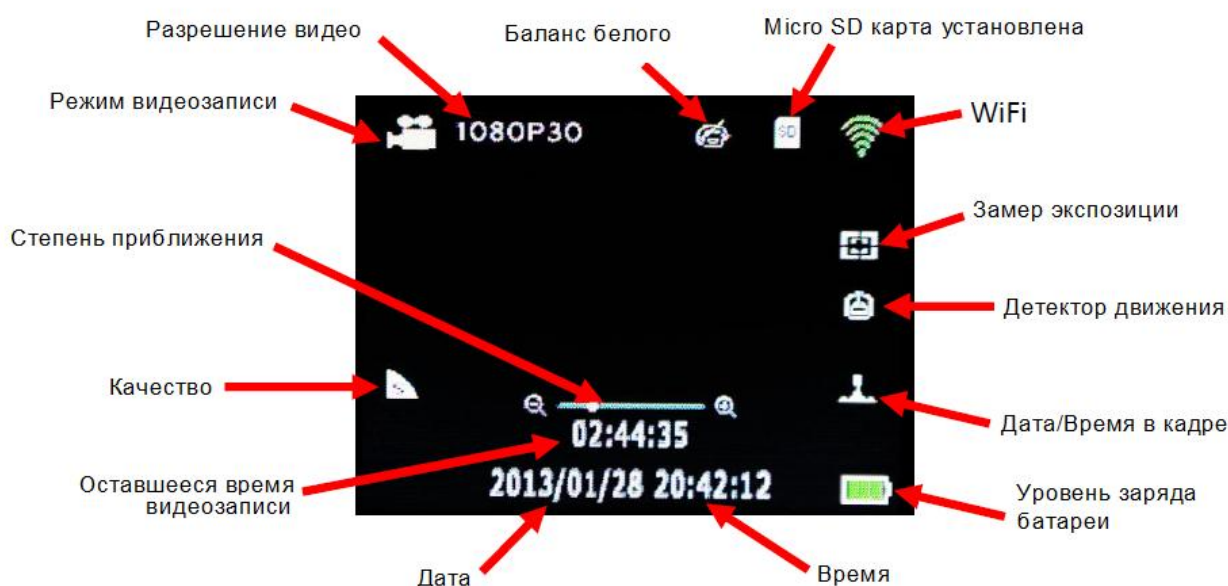 Разрешение видео
Баланс белого
Micro SD карта установлена
Режим видеозаписи
1080P30
SD
WiFi
Степень приближения
Замер экспозиции
Детектор движения
Качество
02:44:35
Дата/Время в кадре
Оставшееся время
видеозаписи
2013/01/28 20:42:12
Уровень заряда
батареи
Дата
Время